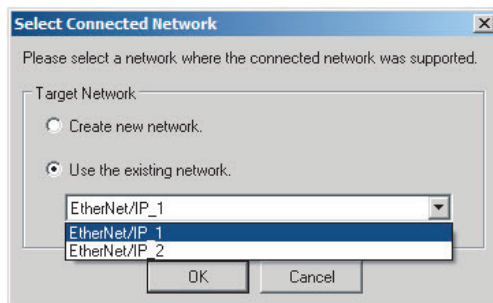 Select Connected Network
Please select a network where the connected network was supported.
Target Network
Create new network.
Use the existing network.
EtherNet/IP_1
EtherNet/IP_1
EtherNet/IP_2
OK Cancel